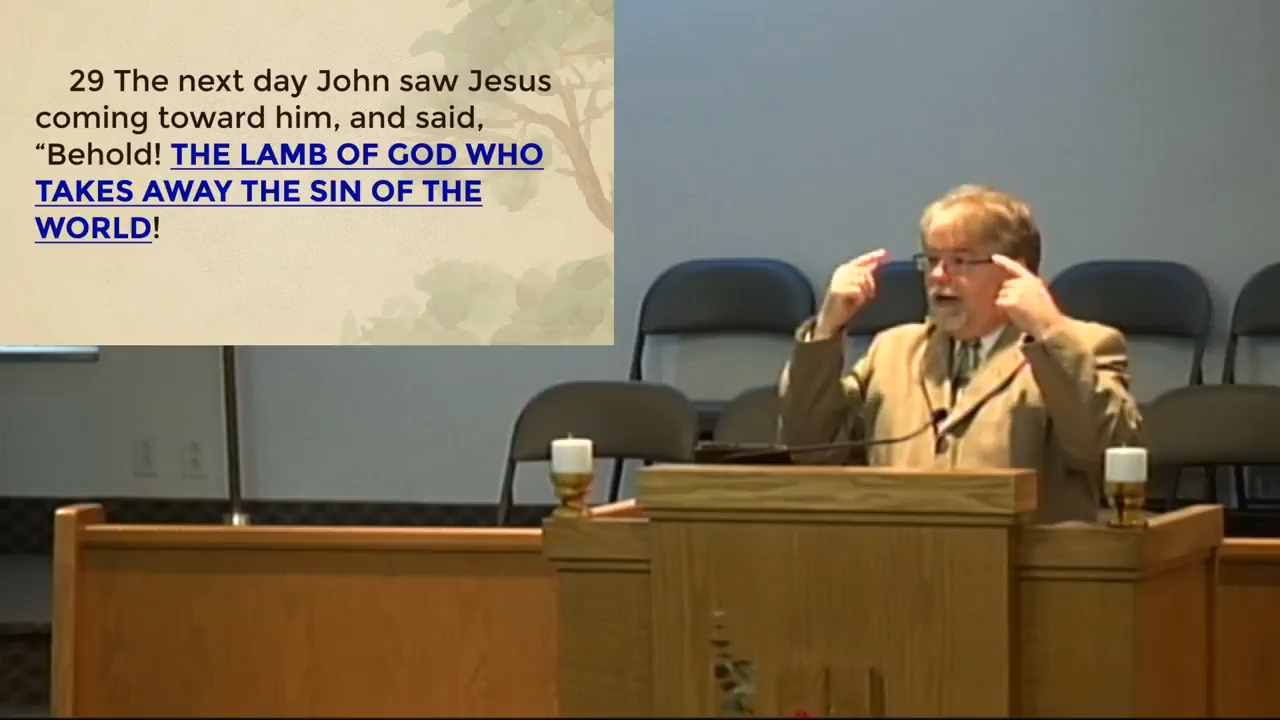 29 The next day John saw Jesus
coming toward him, and said,
“Behold! THE LAMB OF GOD WHO
TAKES AWAY THE SIN OF THE
WORLD!